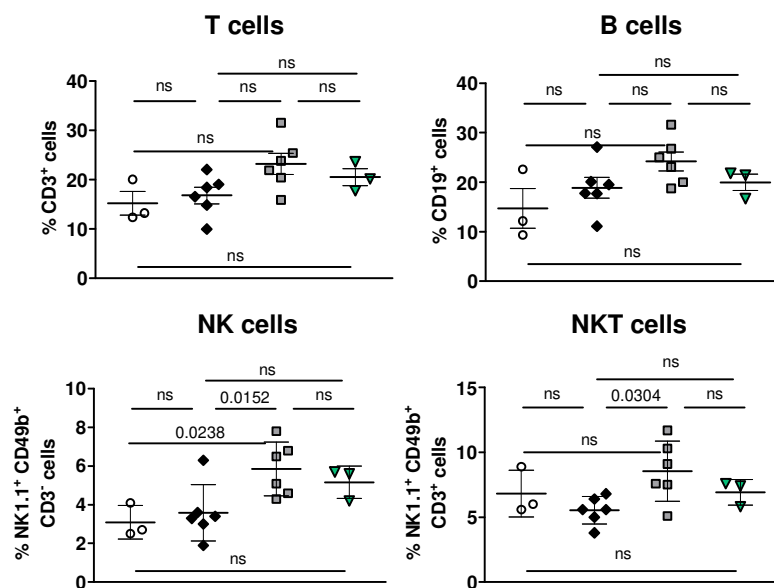 T cells
% CD3⁺ cells
40
30
20
10
0
ns
ns
ns
ns
ns
ns
B cells
% CD19⁺ cells
40
30
20
10
0
ns
ns
ns
ns
ns
ns
NK cells
% NK1.1⁺ CD49b⁺
CD3⁻ cells
10
8
6
4
2
0
ns
ns
0.0152
ns
0.0238
ns
NKT cells
% NK1.1⁺ CD49b⁺
CD3⁺ cells
15
10
5
0
ns
ns
0.0304
ns
ns
ns